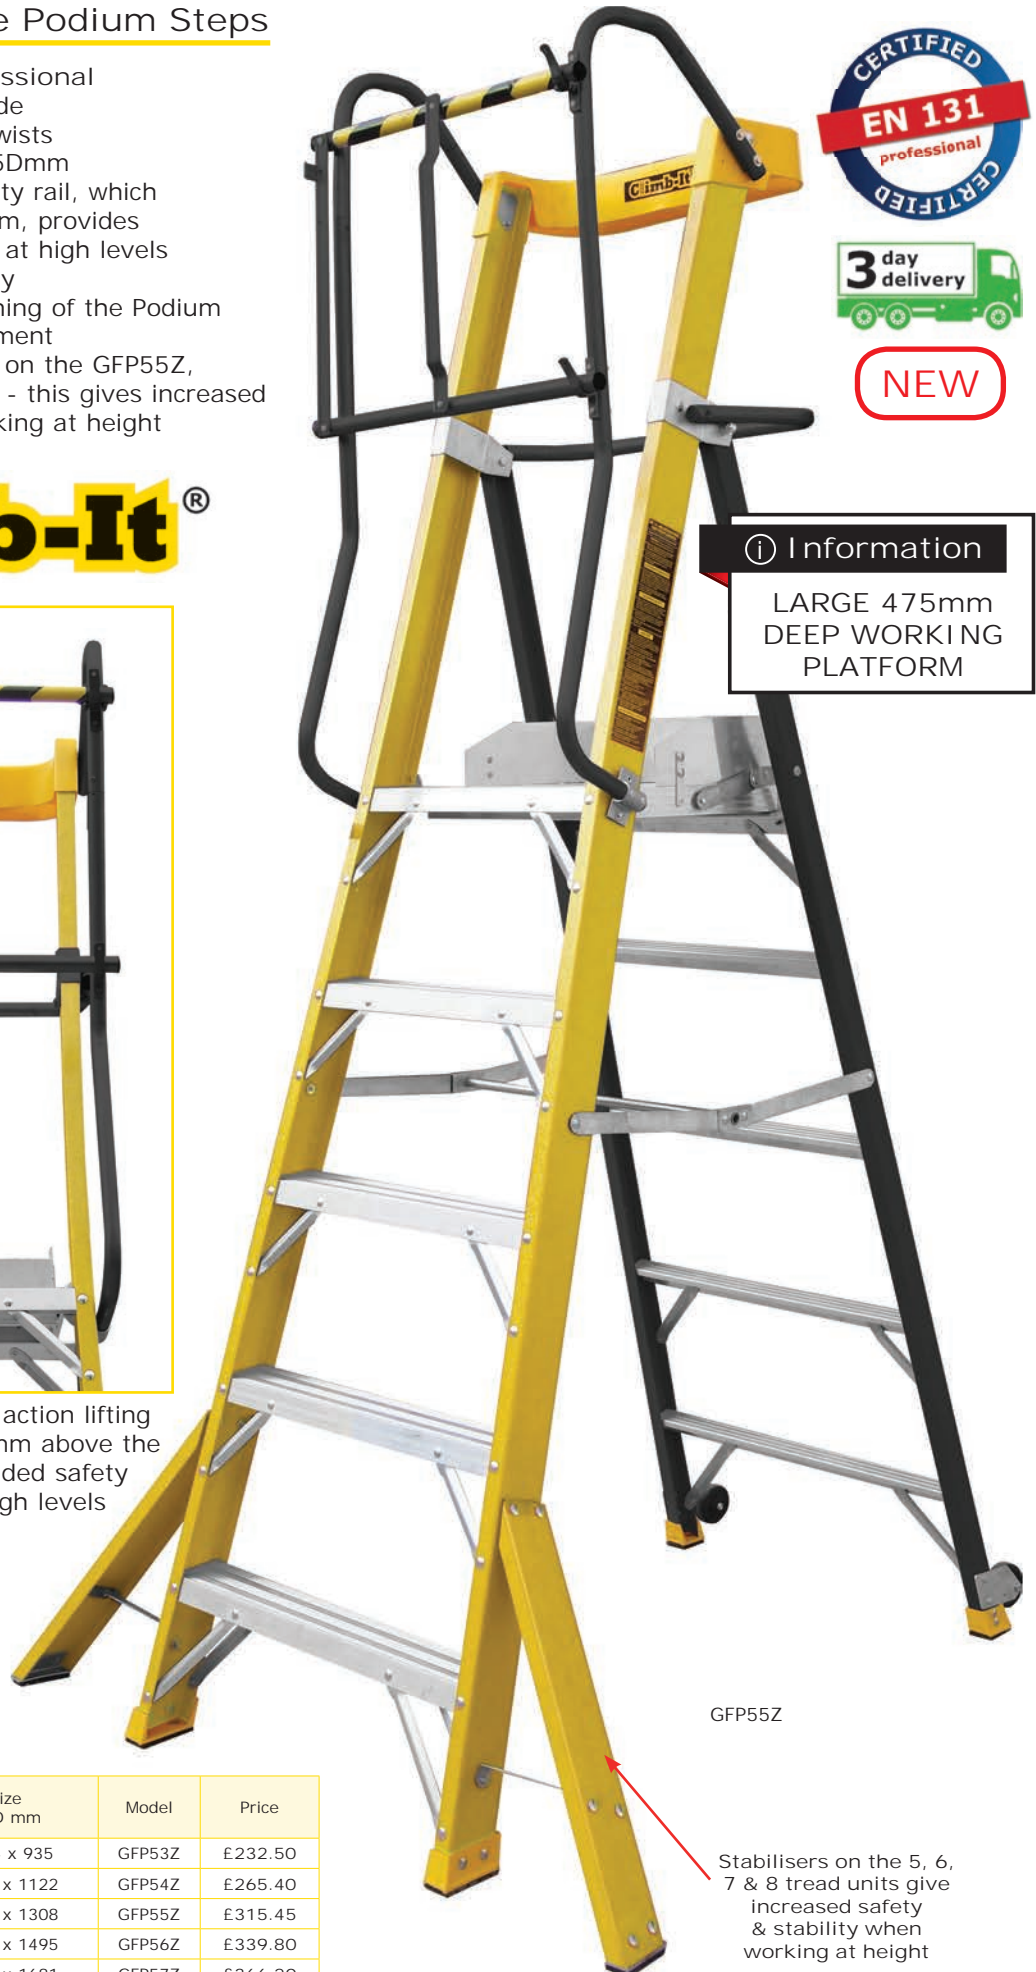 e Podium Steps
essional
de
wists
5Dmm
ty rail, which
m, provides
at high levels
y
ning of the Podium
ment
on the GFP55Z,
- this gives increased
king at height
b-It®
action lifting
mm above the
ded safety
gh levels
Climb-It
CERTIFIED
EN 131
professional
CERTIFIED
3 day
delivery
NEW
i Information
LARGE 475mm
DEEP WORKING
PLATFORM
GFP55Z
Stabilisers on the 5, 6,
7 & 8 tread units give
increased safety
& stability when
working at height
ize
D mm Model Price
x 935 GFP53Z £232.50
x 1122 GFP54Z £265.40
x 1308 GFP55Z £315.45
x 1495 GFP56Z £339.80